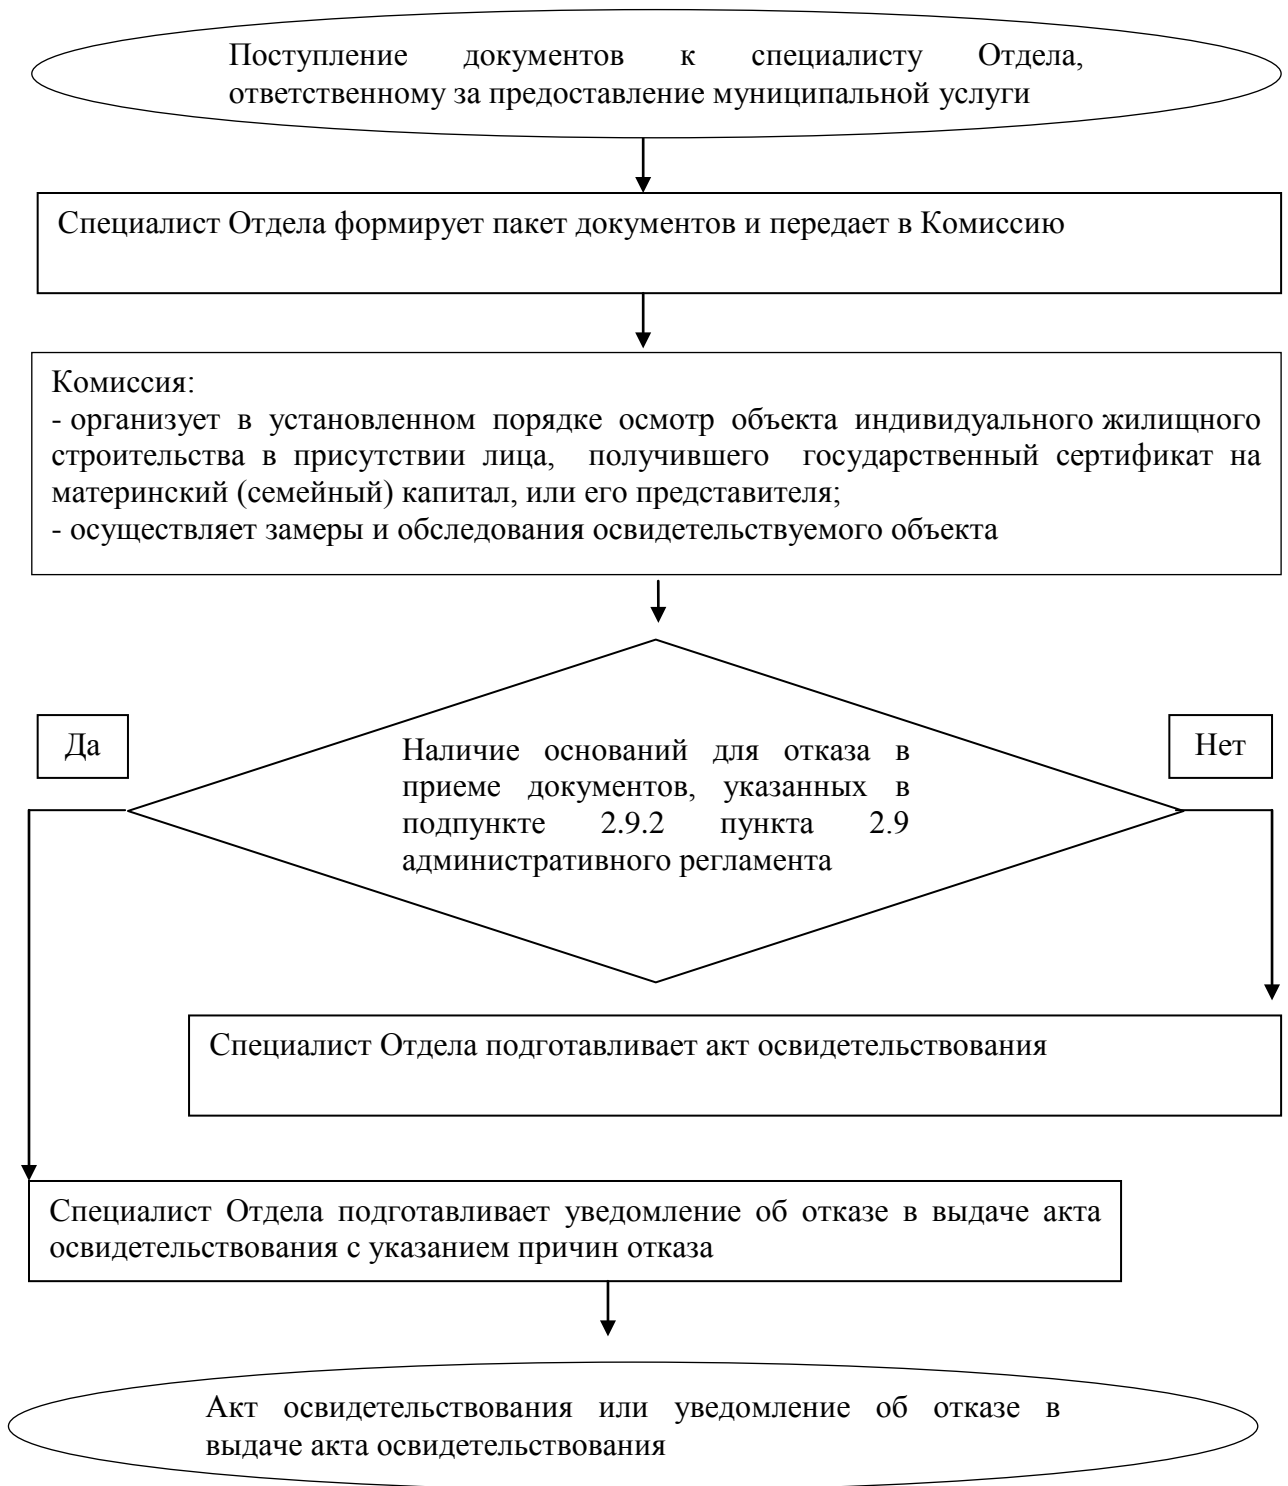 Поступление документов к специалисту Отдела,
ответственному за предоставление муниципальной услуги
Специалист Отдела формирует пакет документов и передает в Комиссию
Комиссия:
- организует в установленном порядке осмотр объекта индивидуального жилищного
строительства в присутствии лица, получившего государственный сертификат на
материнский (семейный) капитал, или его представителя;
- осуществляет замеры и обследования освидетельствуемого объекта
Да
Нет
Наличие оснований для отказа в
приеме документов, указанных в
подпункте 2.9.2 пункта 2.9
административного регламента
Специалист Отдела подготавливает акт освидетельствования
Специалист Отдела подготавливает уведомление об отказе в выдаче акта
освидетельствования с указанием причин отказа
Акт освидетельствования или уведомление об отказе в
выдаче акта освидетельствования